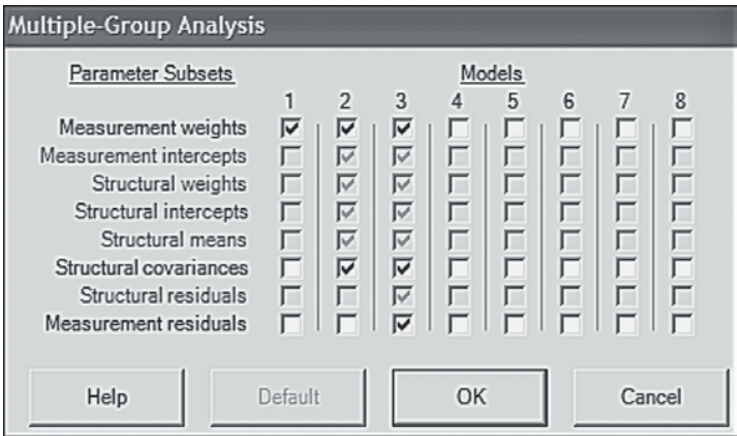 Multiple-Group Analysis
Parameter Subsets Models
1 2 3 4 5 6 7 8
Measurement weights
Measurement intercepts
Structural weights
Structural intercepts
Structural means
Structural covariances
Structural residuals
Measurement residuals
Help Default OK Cancel